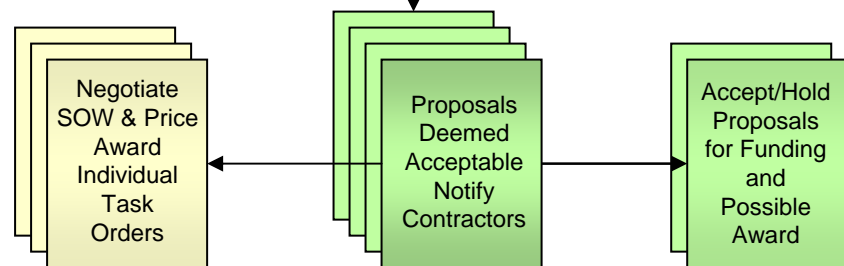 Negotiate
SOW & Price
Award
Individual
Task
Orders
Proposals
Deemed
Acceptable
Notify
Contractors
Accept/Hold
Proposals
for Funding
and
Possible
Award